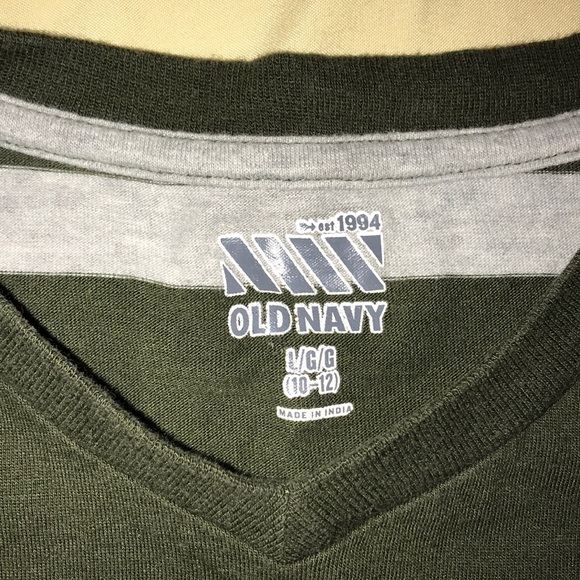 est 1994
OLD NAVY
L/G/G
(10-12)
MADE IN INDIA